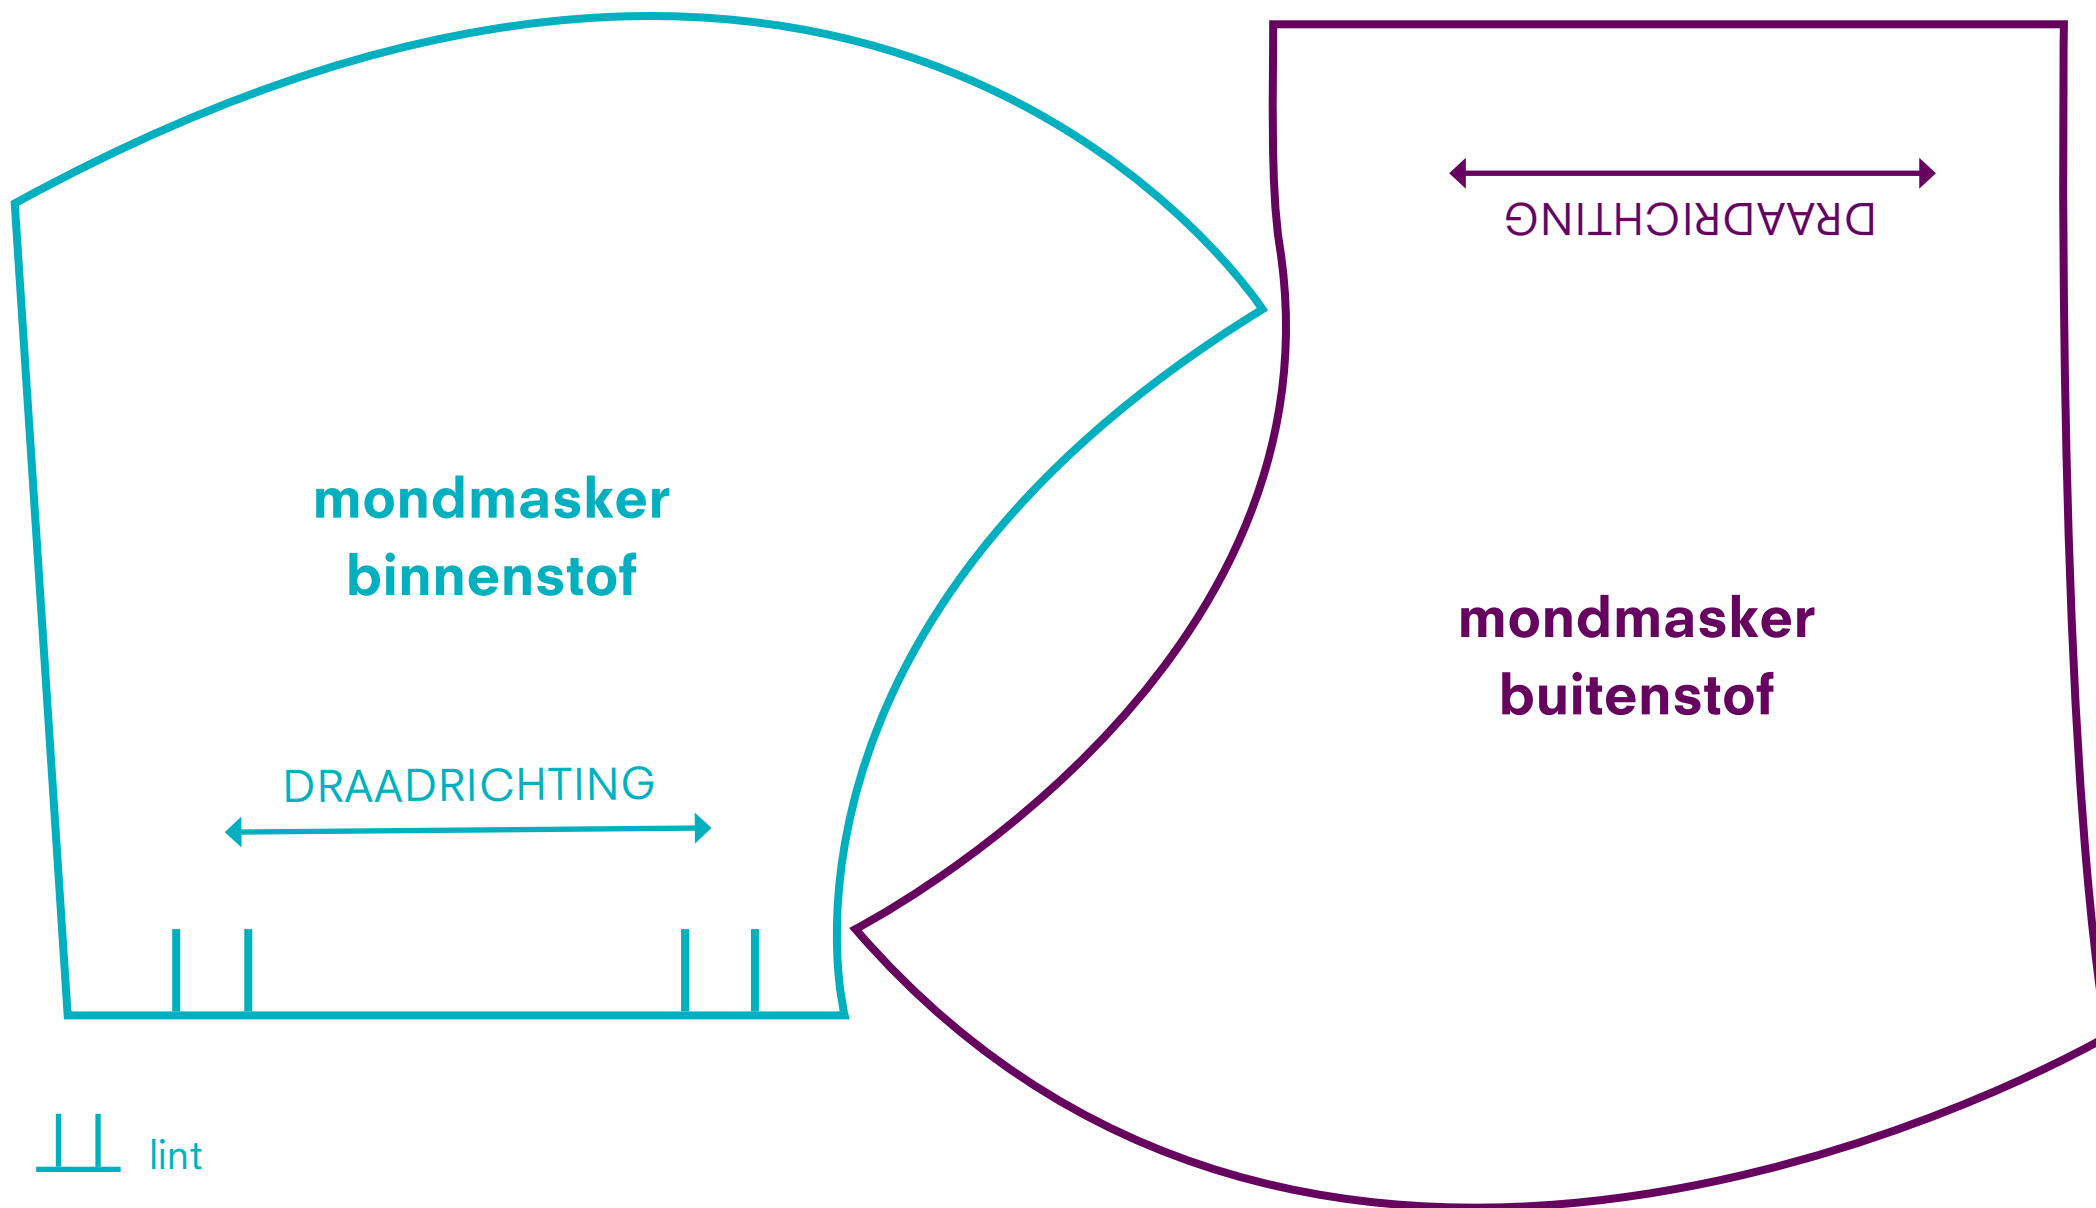 mondmasker
binnenstof
DRAADRICHTING
lint
DRAADRICHTING
mondmasker
buitenstof